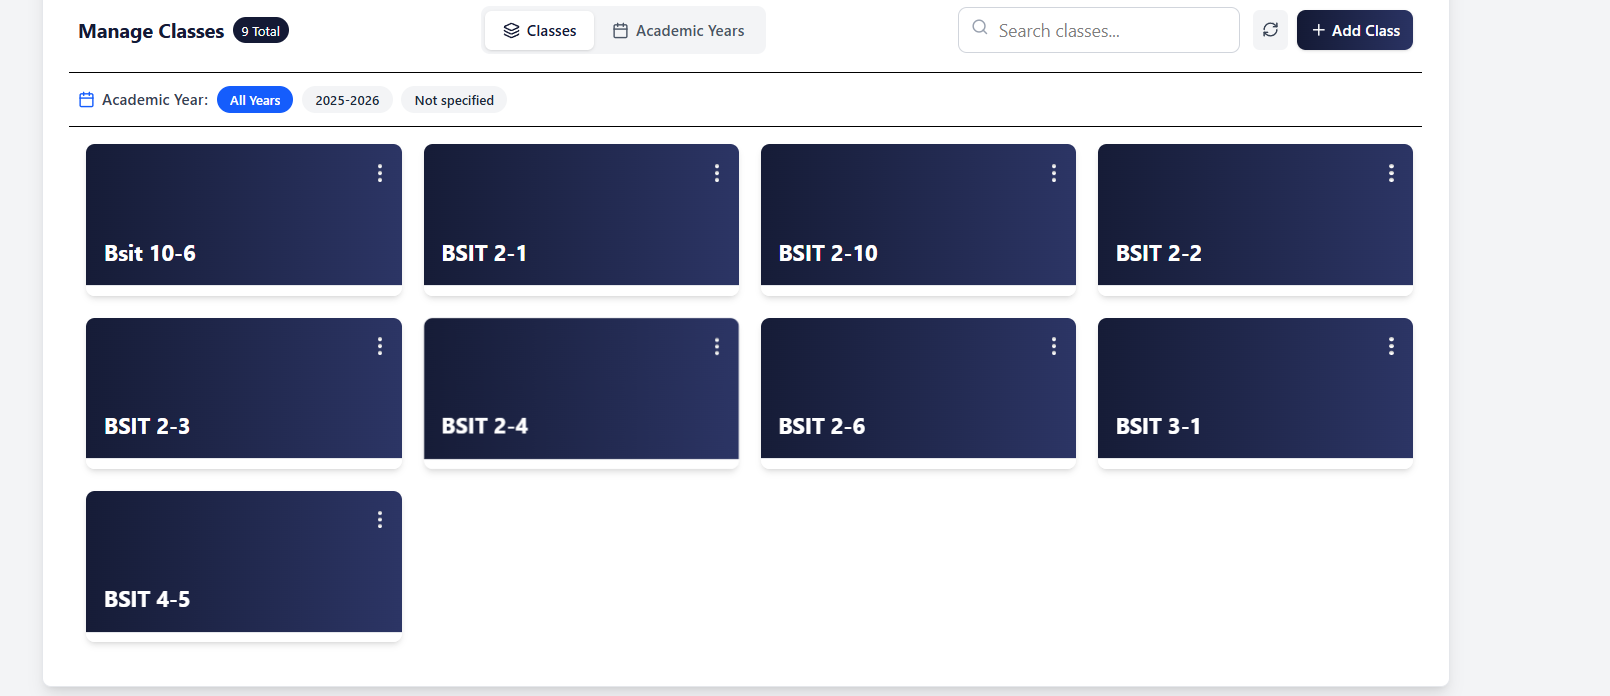 Manage Classes 9 Total Classes Academic Years Search classes... Add Class
Academic Year: All Years 2025-2026 Not specified
Bsit 10-6 BSIT 2-1 BSIT 2-10 BSIT 2-2
BSIT 2-3 BSIT 2-4 BSIT 2-6 BSIT 3-1
BSIT 4-5